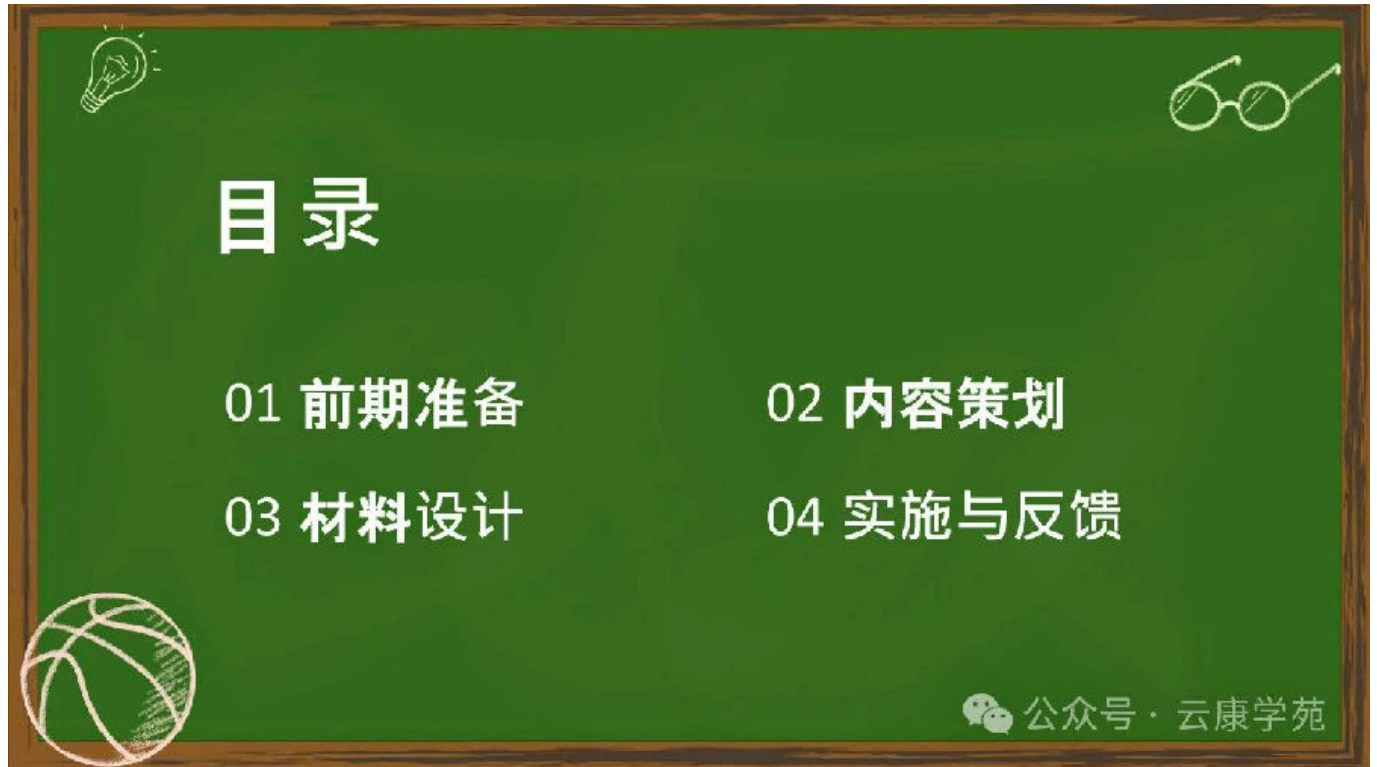 目录
01 前期准备
02 内容策划
03 材料设计
04 实施与反馈
公众号 · 云康学苑